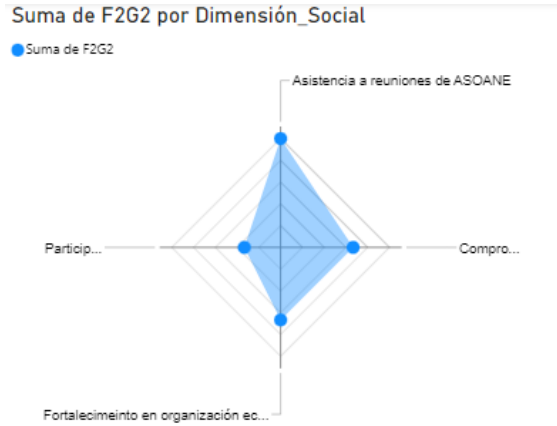 Suma de F2G2 por Dimensión_Social
Suma de F2G2
Asistencia a reuniones de ASOANE
Particip...
Compro...
Fortalecimeinto en organización ec...